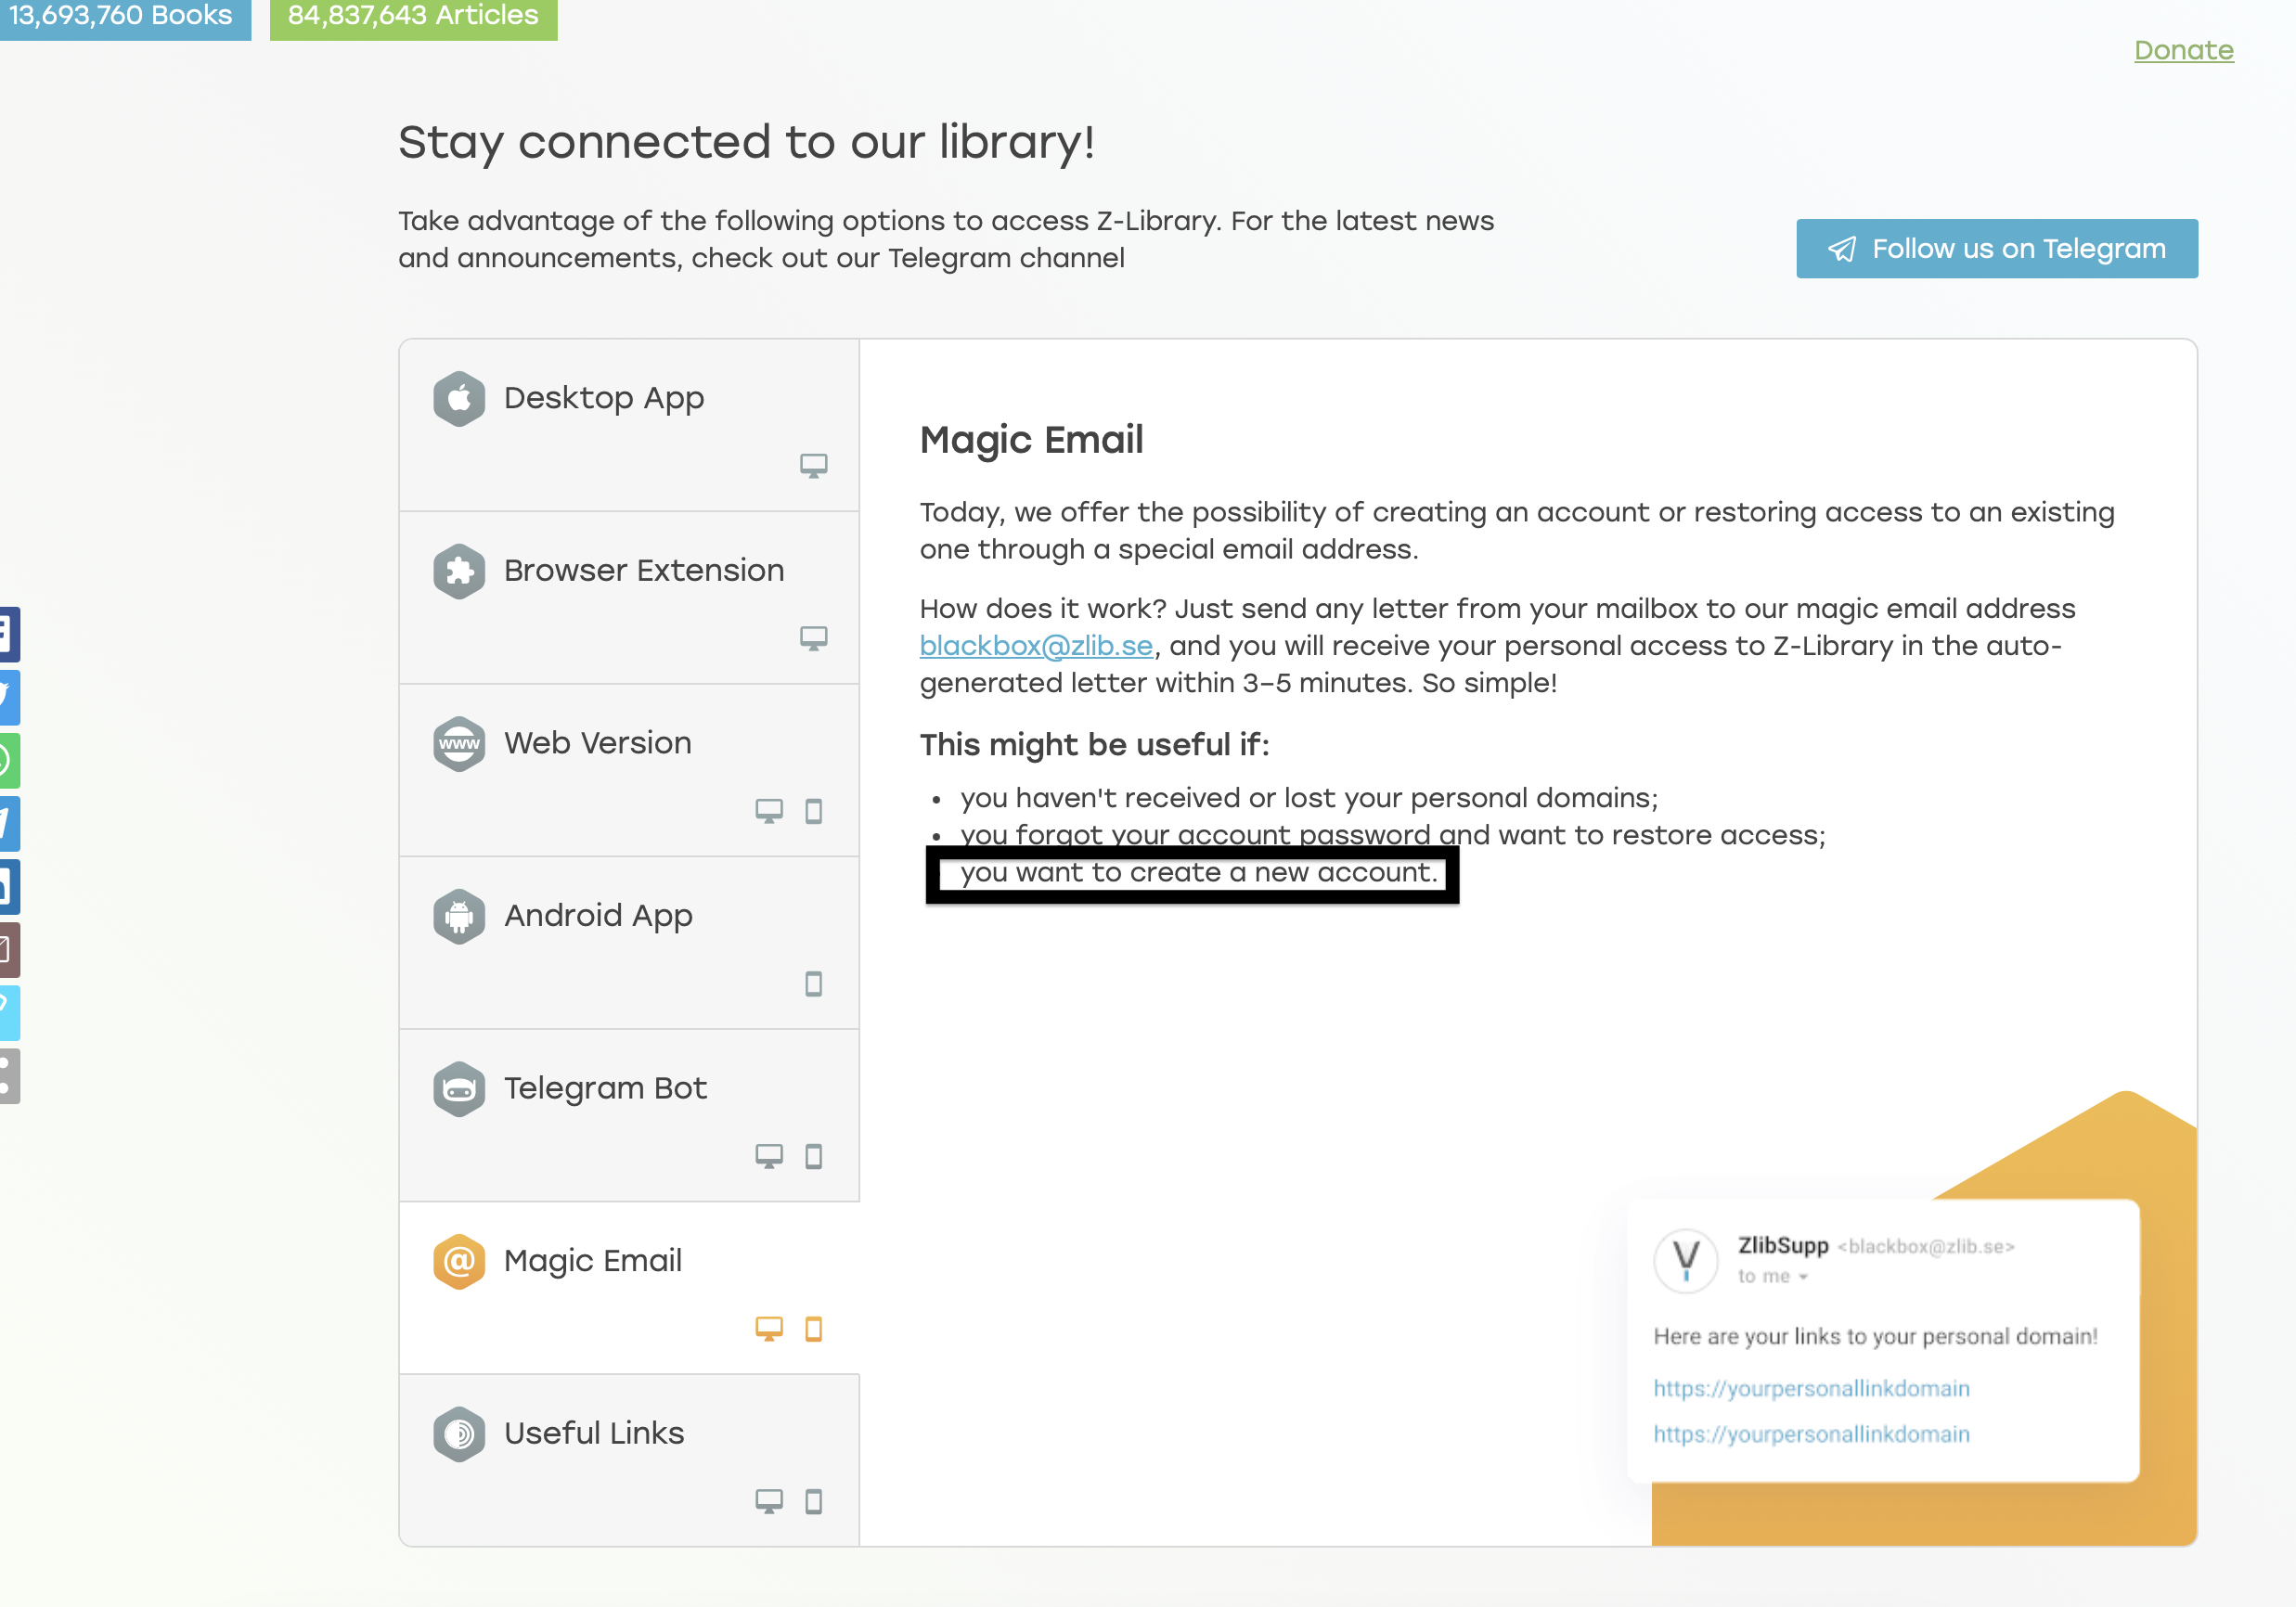 13,693,760 Books
84,837,643 Articles
Donate
Stay connected to our library!
Take advantage of the following options to access Z-Library. For the latest news
and announcements, check out our Telegram channel
Follow us on Telegram
Desktop App
Browser Extension
www Web Version
Android App
Telegram Bot
@ Magic Email
Useful Links
Magic Email
Today, we offer the possibility of creating an account or restoring access to an existing
one through a special email address.
How does it work? Just send any letter from your mailbox to our magic email address
blackbox@zlib.se, and you will receive your personal access to Z-Library in the auto-
generated letter within 3–5 minutes. So simple!
This might be useful if:
• you haven't received or lost your personal domains;
• you forgot your account password and want to restore access;
you want to create a new account.
ZlibSupp <blackbox@zlib.se>
to me
Here are your links to your personal domain!
https://yourpersonallinkdomain
https://yourpersonallinkdomain